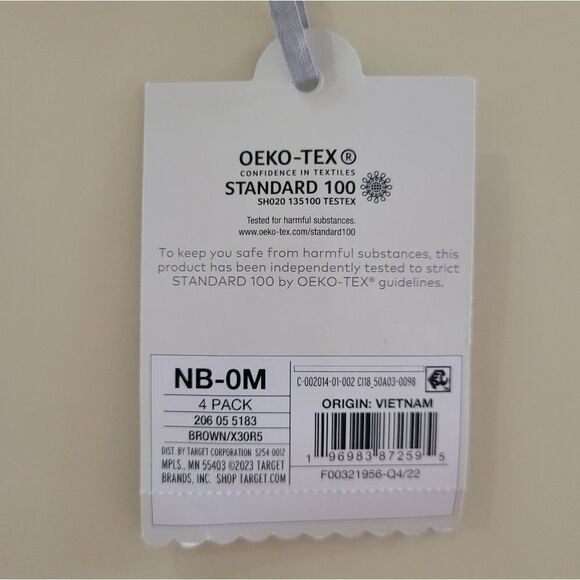 OEKO-TEX®
CONFIDENCE IN TEXTILES
STANDARD 100
SH020 135100 TESTEX
Tested for harmful substances.
www.oeko-tex.com/standard100
To keep you safe from harmful substances, this
product has been independently tested to strict
STANDARD 100 by OEKO-TEX® guidelines.
NB-0M
4 PACK
206 05 5183
BROWN/X30R5
DIST. BY TARGET CORPORATION S254-0012
MPLS., MN 55403 ©2023 TARGET
BRANDS, INC. SHOP TARGET.COM
C-002014-01-002 CI18_50A03-0098
ORIGIN: VIETNAM
1 96983 87259 5
F00321956-Q4/22